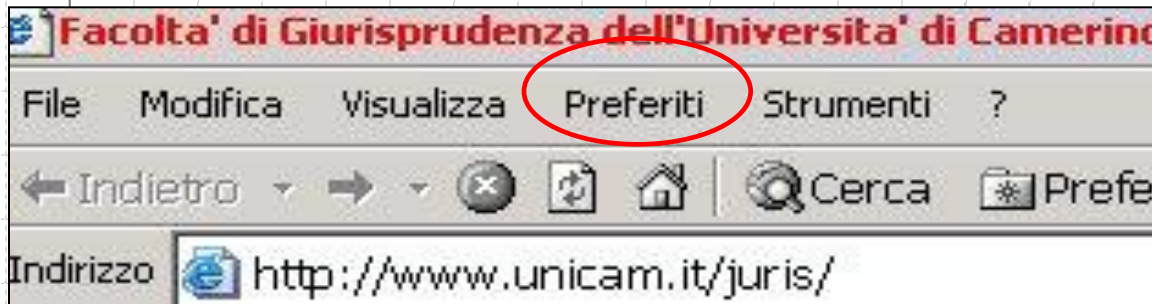 Facolta' di Giurisprudenza dell'Universita' di Camerino
File Modifica Visualizza Preferiti Strumenti ?
Indietro Cerca
Indirizzo http://www.unicam.it/juris/